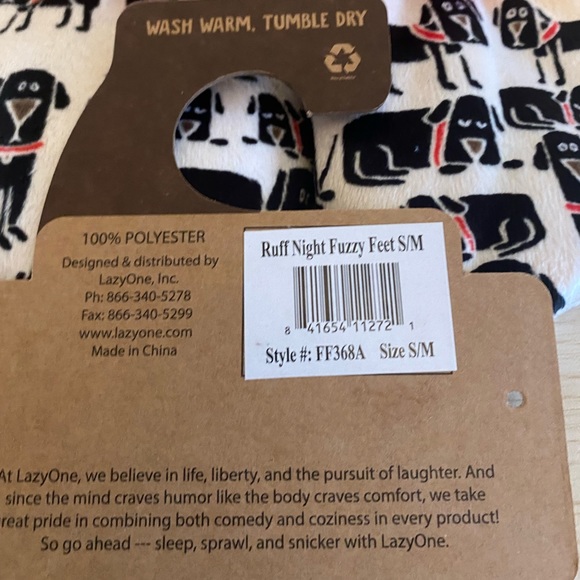 WASH WARM, TUMBLE DRY
100% POLYESTER
Designed & distributed by
LazyOne, Inc.
Ph: 866-340-5278
Fax: 866-340-5299
www.lazyone.com
Made in China
Ruff Night Fuzzy Feet S/M
8 41654 11272 1
Style #: FF368A Size S/M
At LazyOne, we believe in life, liberty, and the pursuit of laughter. And
since the mind craves humor like the body craves comfort, we take
reat pride in combining both comedy and coziness in every product!
So go ahead --- sleep, sprawl, and snicker with LazyOne.